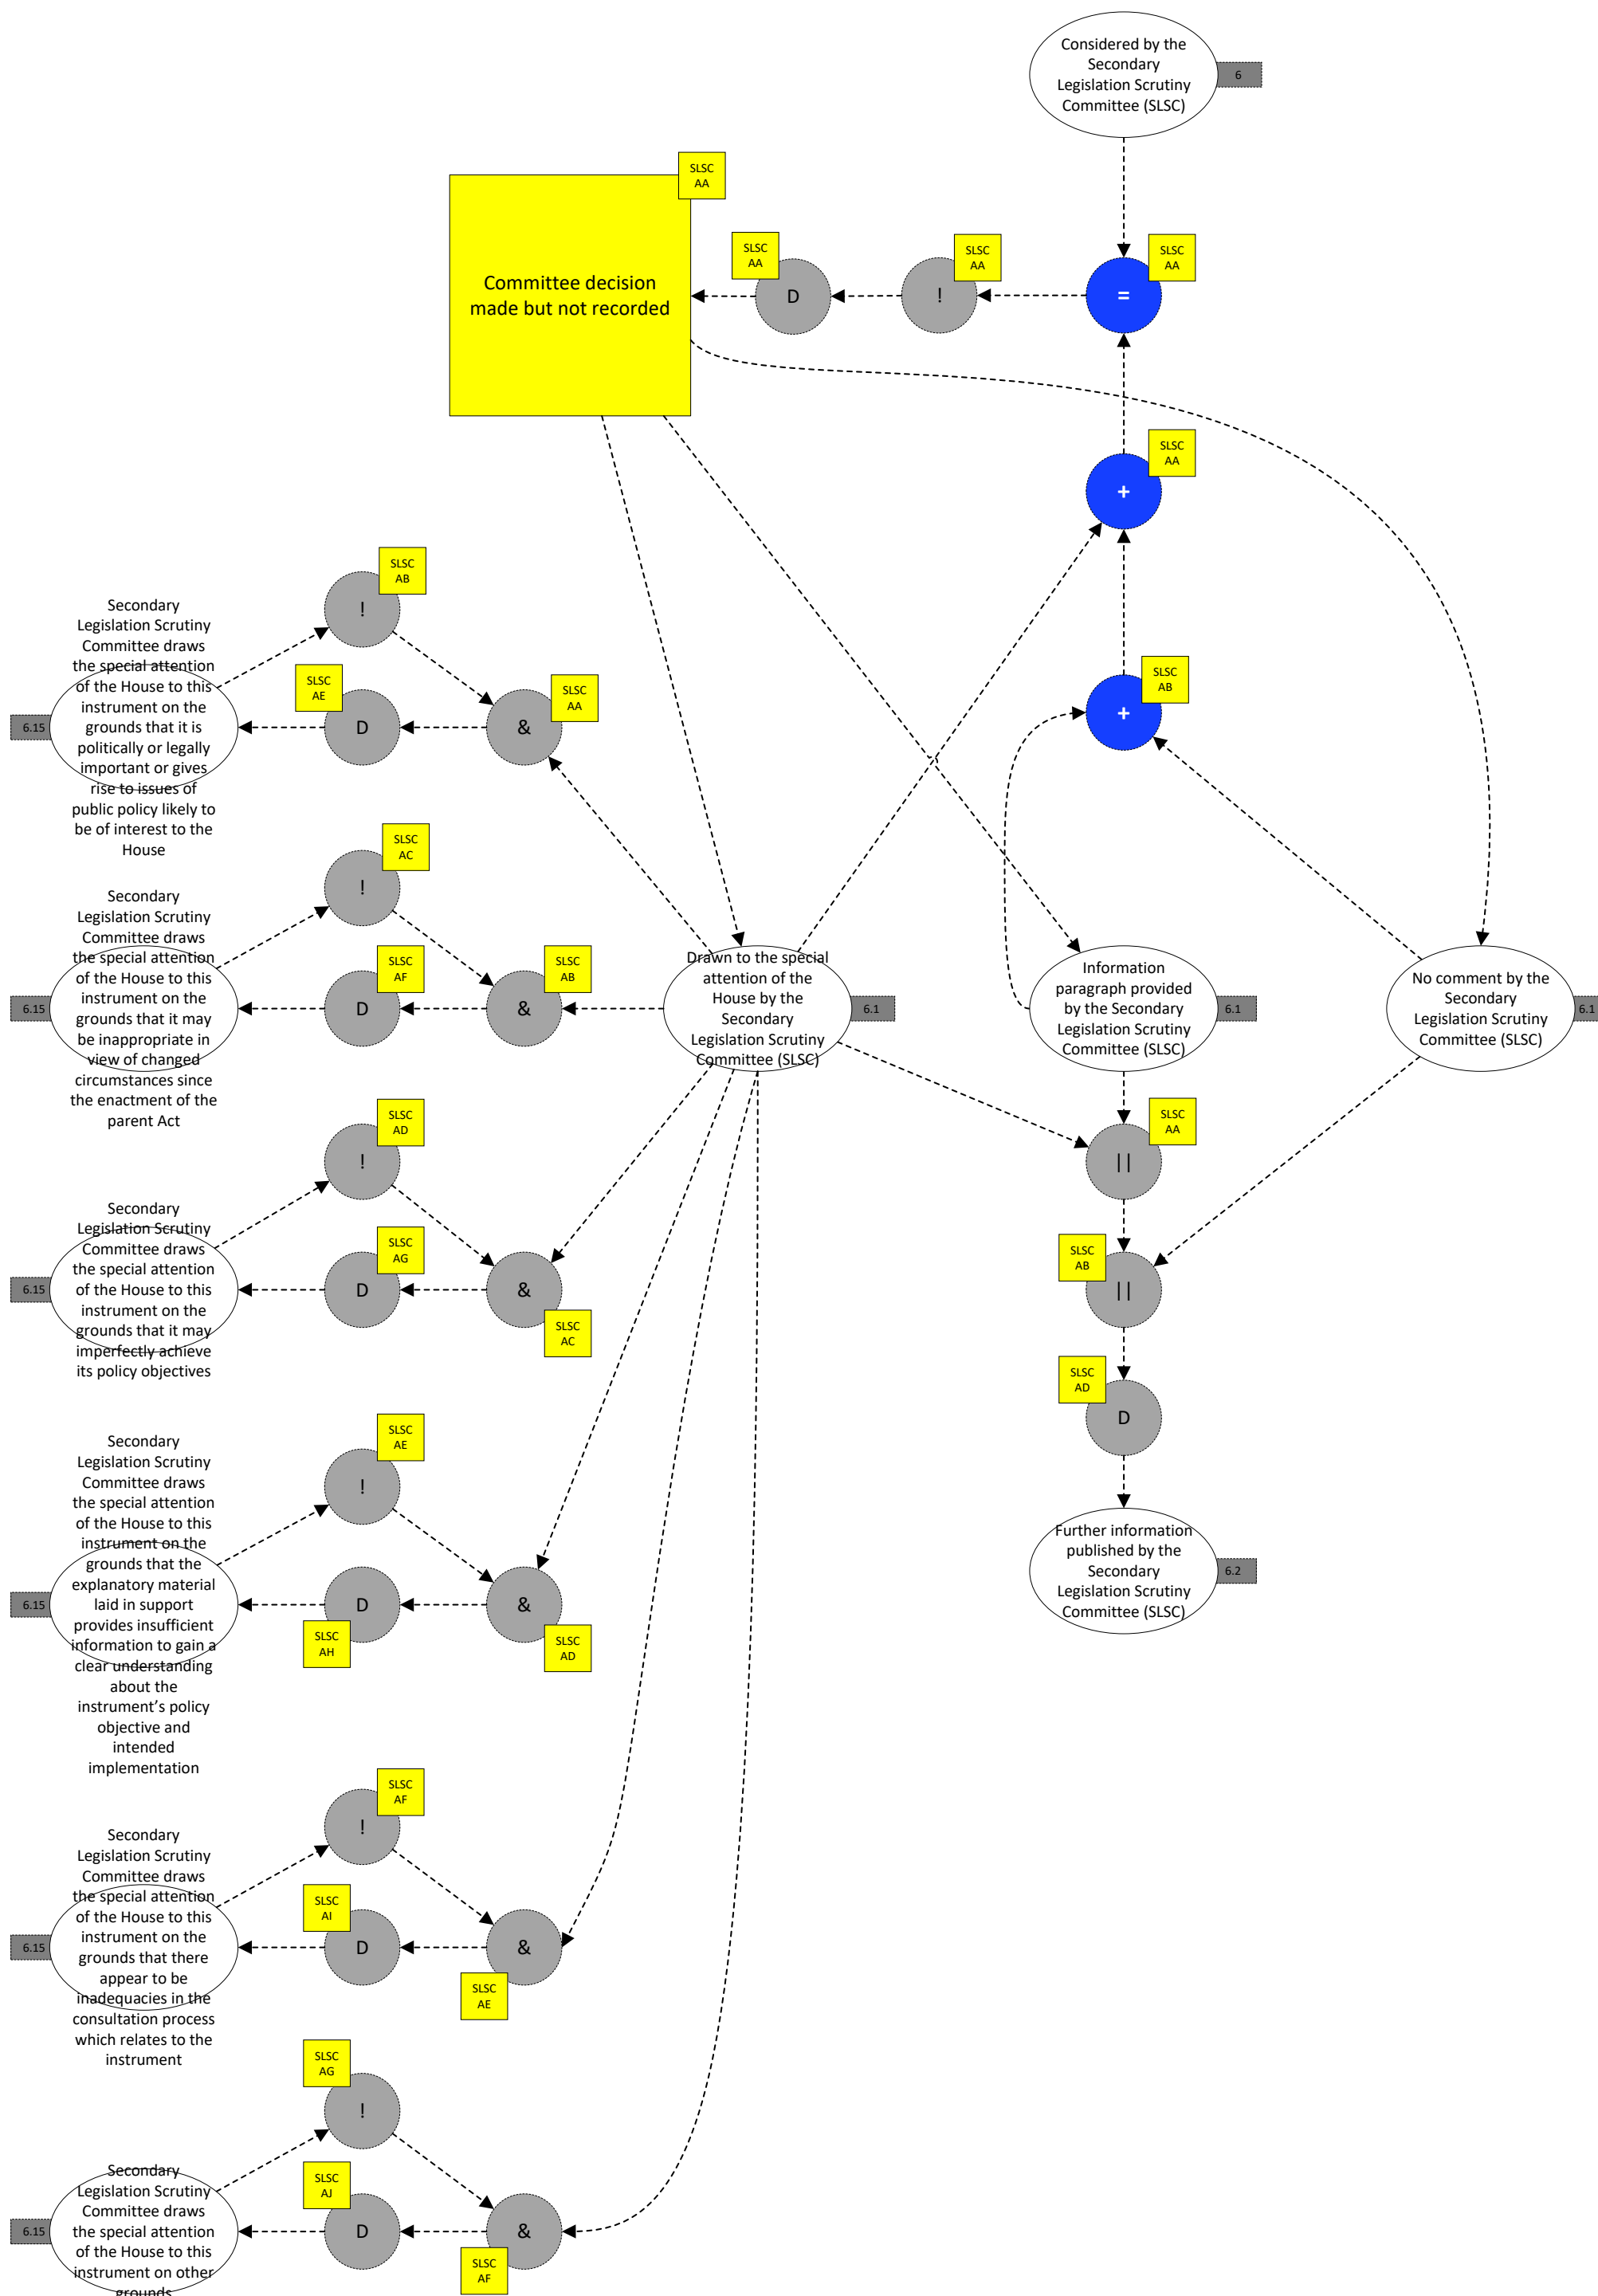 Considered by the
Secondary
Legislation Scrutiny
Committee (SLSC)
6
SLSC
AA
Committee decision
made but not recorded
SLSC
AA
D
SLSC
AA
!
SLSC
AA
=
SLSC
AA
+
SLSC
AB
+
SLSC
AB
!
Secondary
Legislation Scrutiny
Committee draws
the special attention
of the House to this
instrument on the
grounds that it is
politically or legally
important or gives
rise to issues of
public policy likely to
be of interest to the
House
6.15
SLSC
AE
D
SLSC
AA
&
SLSC
AC
!
Secondary
Legislation Scrutiny
Committee draws
the special attention
of the House to this
instrument on the
grounds that it may
be inappropriate in
view of changed
circumstances since
the enactment of the
parent Act
6.15
SLSC
AF
D
SLSC
AB
&
Drawn to the special
attention of the
House by the
Secondary
Legislation Scrutiny
Committee (SLSC)
6.1
Information
paragraph provided
by the Secondary
Legislation Scrutiny
Committee (SLSC)
6.1
No comment by the
Secondary
Legislation Scrutiny
Committee (SLSC)
6.1
SLSC
AD
!
SLSC
AA
||
Secondary
Legislation Scrutiny
Committee draws
the special attention
of the House to this
instrument on the
grounds that it may
imperfectly achieve
its policy objectives
6.15
SLSC
AG
D
&
SLSC
AC
SLSC
AB
||
SLSC
AD
D
SLSC
AE
!
Secondary
Legislation Scrutiny
Committee draws
the special attention
of the House to this
instrument on the
grounds that the
explanatory material
laid in support
provides insufficient
information to gain a
clear understanding
about the
instrument’s policy
objective and
intended
implementation
6.15
D
SLSC
AH
&
SLSC
AD
Further information
published by the
Secondary
Legislation Scrutiny
Committee (SLSC)
6.2
SLSC
AF
!
Secondary
Legislation Scrutiny
Committee draws
the special attention
of the House to this
instrument on the
grounds that there
appear to be
inadequacies in the
consultation process
which relates to the
instrument
6.15
SLSC
AI
D
&
SLSC
AE
SLSC
AG
!
Secondary
Legislation Scrutiny
Committee draws
the special attention
of the House to this
instrument on other
grounds
6.15
SLSC
AJ
D
&
SLSC
AF